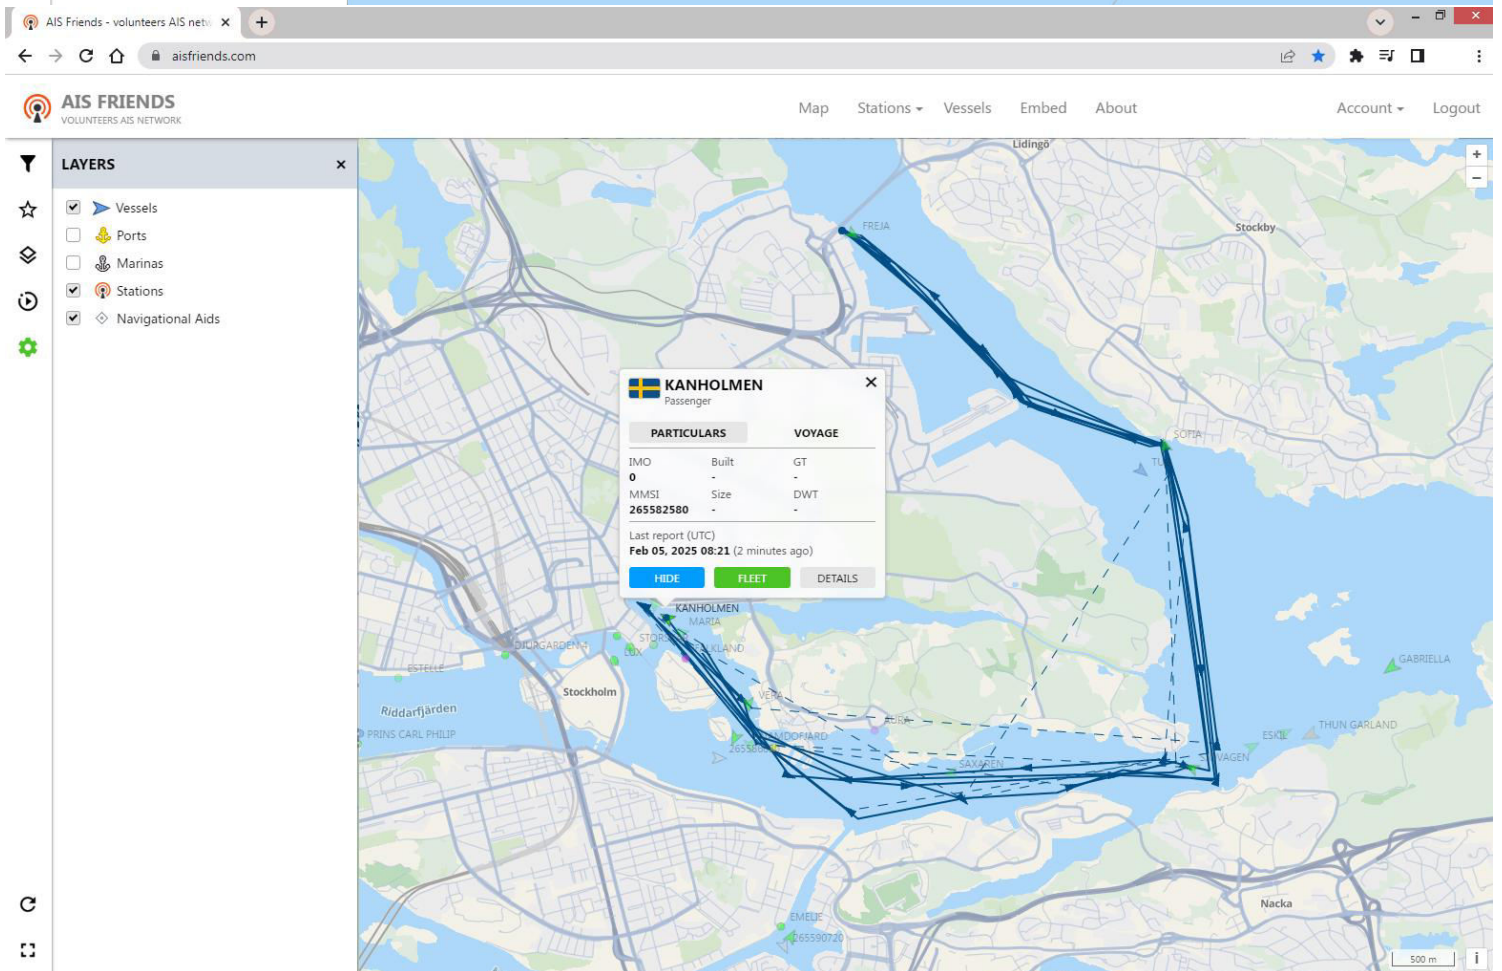 AIS Friends - volunteers AIS netw
aisfriends.com
AIS FRIENDS
VOLUNTEERS AIS NETWORK
Map Stations Vessels Embed About Account Logout
LAYERS
Vessels
Ports
Marinas
Stations
Navigational Aids
Lidingö
Stockby
FREJA
SOFIA
KANHOLMEN
Passenger
PARTICULARS VOYAGE
IMO Built GT
0 - -
MMSI Size DWT
265582580 - -
Last report (UTC)
Feb 05, 2025 08:21 (2 minutes ago)
HIDE FLEET DETAILS
KANHOLMEN
MARIA
DJURGARDEN 4
LUX
ESTELLE
GABRIELLA
Stockholm
VERA
Riddarfjärden
AURA
THUN GARLAND
ESKIL
PRINS CARL PHILIP
SAXAREN
Nacka
EMELIE
265590720
500 m
i